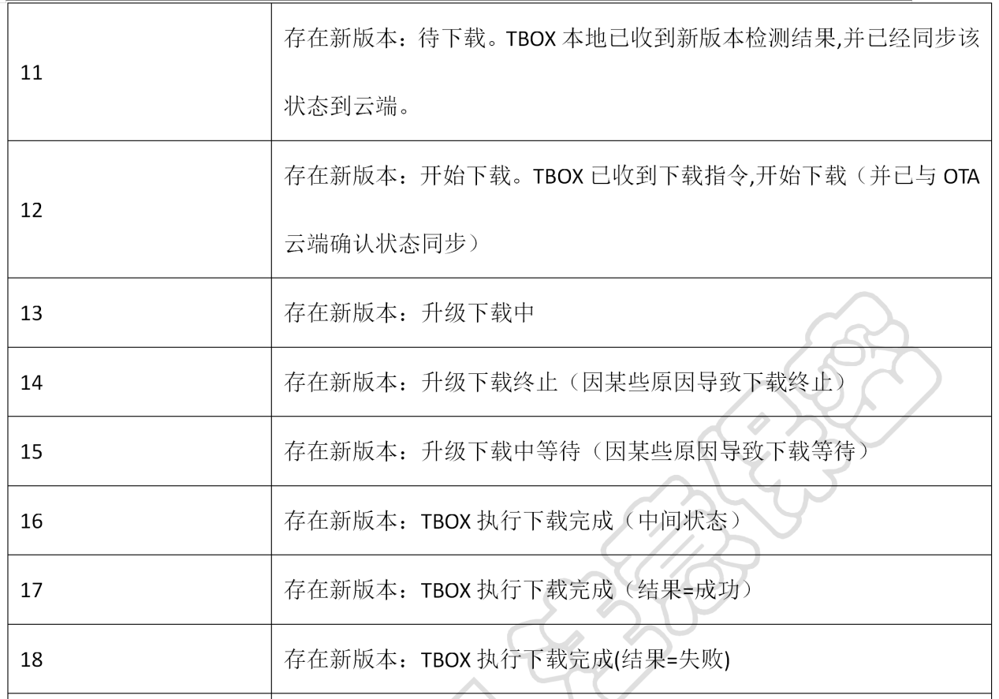 11
存在新版本：待下载。TBOX 本地已收到新版本检测结果,并已经同步该
状态到云端。
12
存在新版本：开始下载。TBOX 已收到下载指令,开始下载（并已与 OTA
云端确认状态同步）
13
存在新版本：升级下载中
14
存在新版本：升级下载终止（因某些原因导致下载终止）
15
存在新版本：升级下载中等待（因某些原因导致下载等待）
16
存在新版本：TBOX 执行下载完成（中间状态）
17
存在新版本：TBOX 执行下载完成（结果=成功）
18
存在新版本：TBOX 执行下载完成(结果=失败)